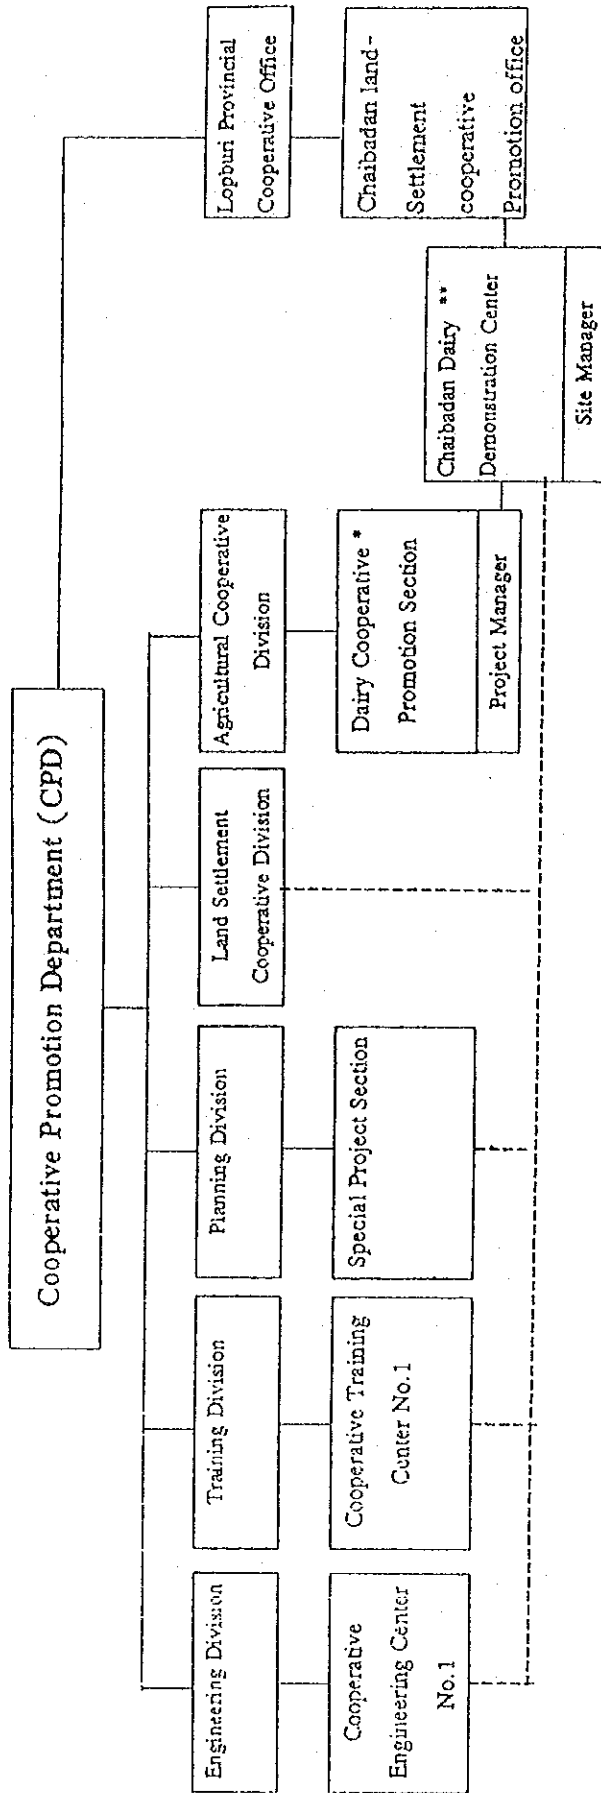 Cooperative Promotion Department (CPD)
Engineering Division
Training Division
Planning Division
Land Settlement
Cooperative Division
Agricultural Cooperative
Division
Lopburi Provincial
Cooperative Office
Cooperative
Engineering Center
No.1
Cooperative Training
Center No.1
Special Project Section
Dairy Cooperative *
Promotion Section
Project Manager
Chaibadan land-
Settlement
cooperative
Promotion office
Chaibadan Dairy **
Demonstration Center
Site Manager